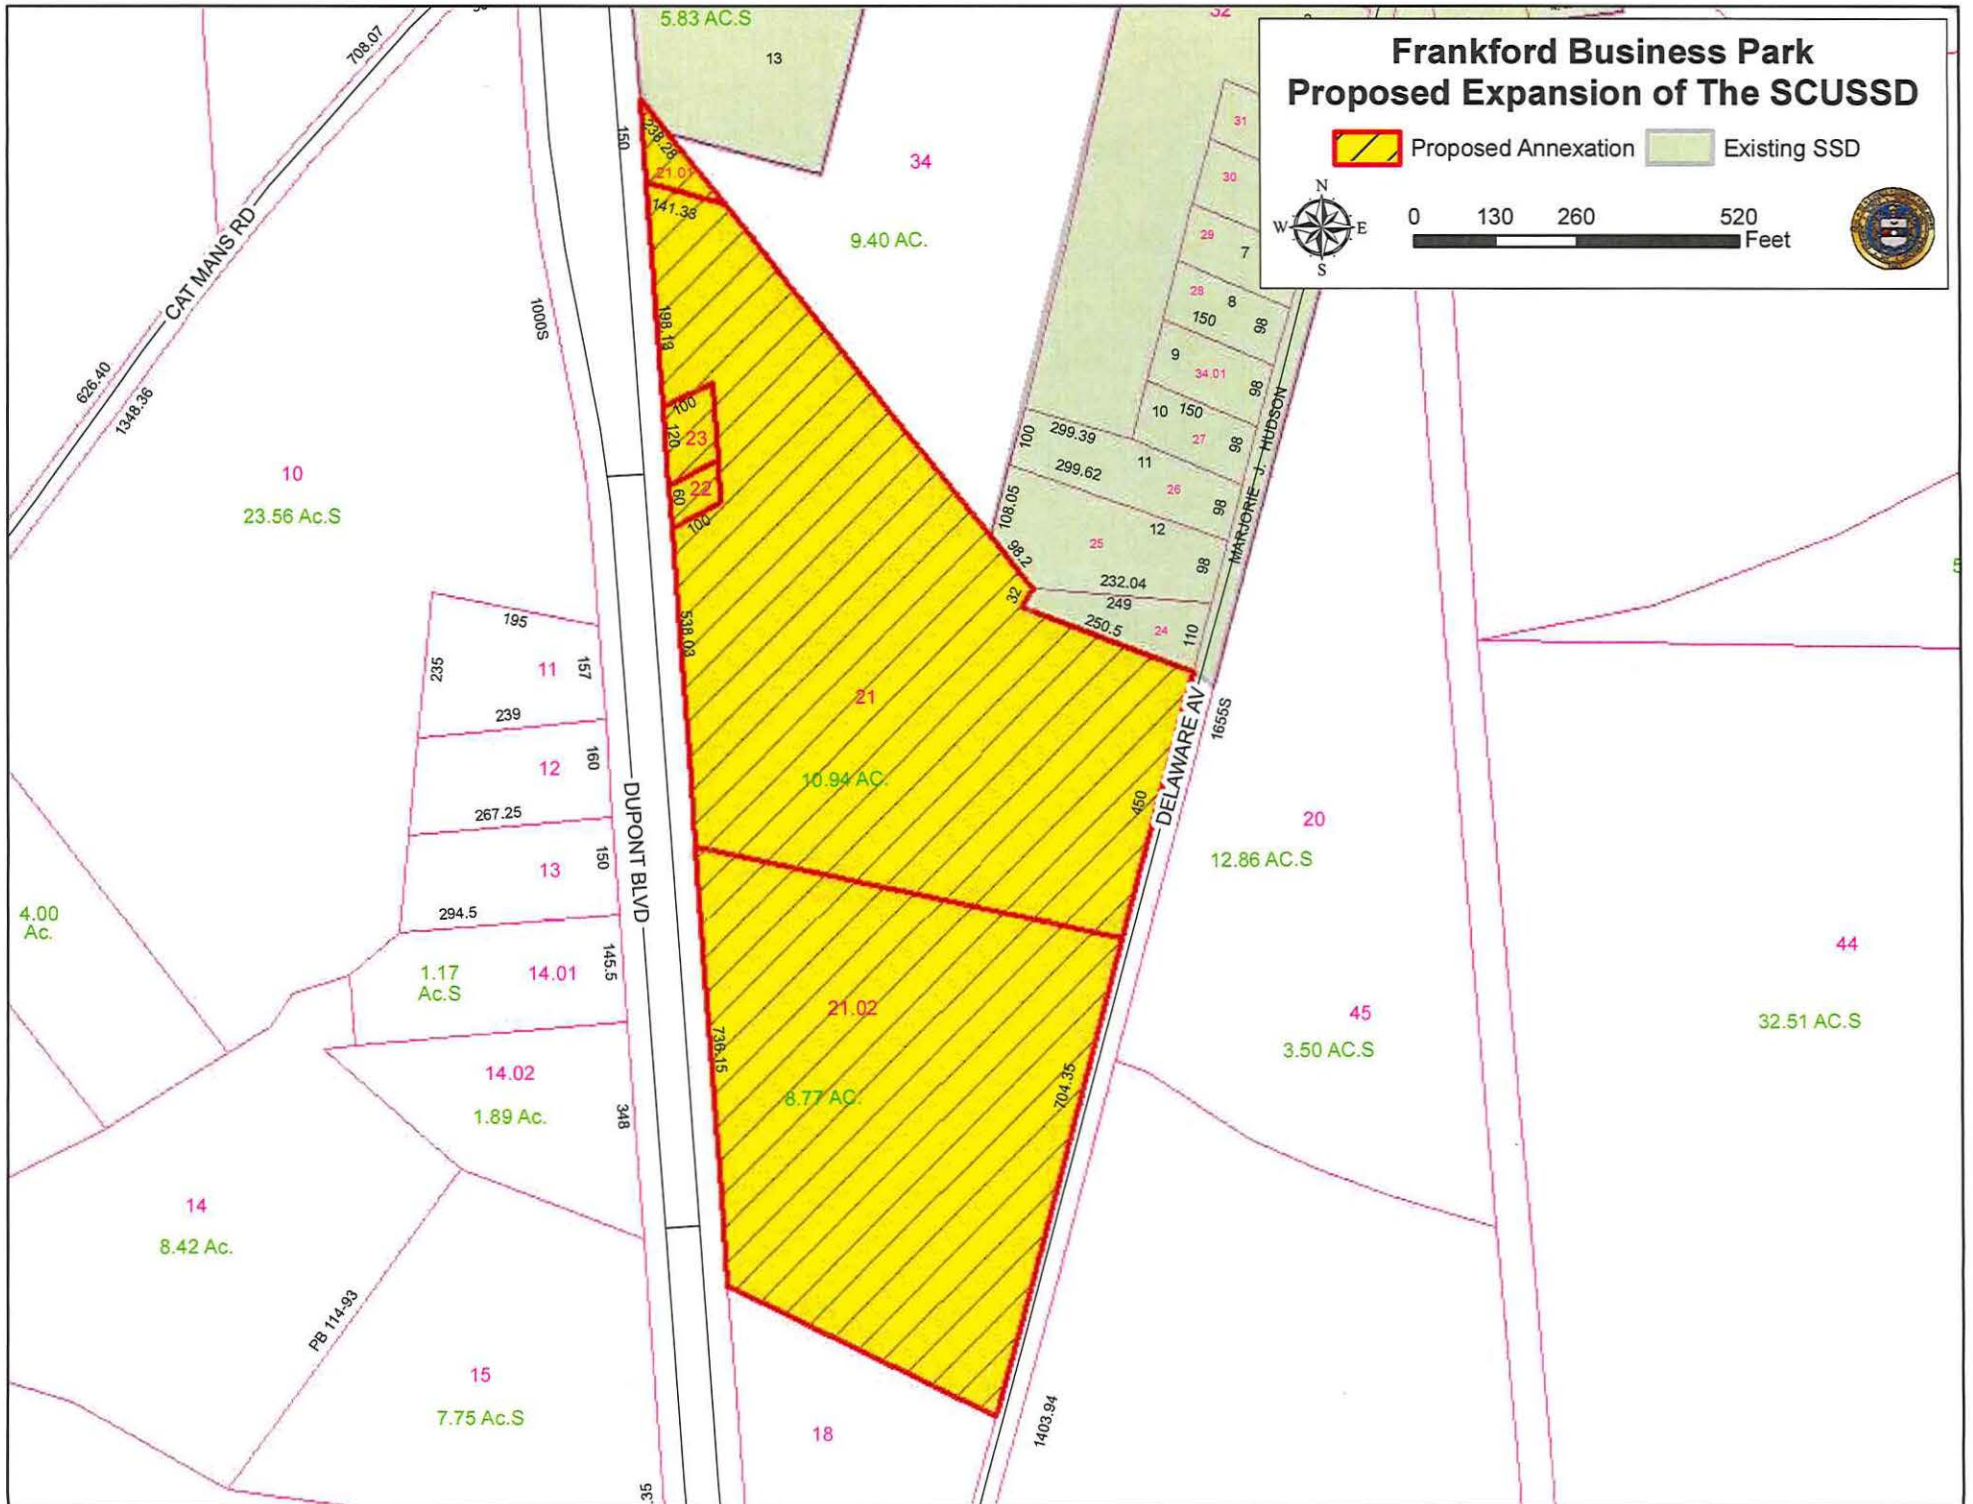 Frankford Business Park
Proposed Expansion of The SCUSSD
Proposed Annexation
Existing SSD
N
W E
S
0 130 260 520
Feet
5.83 AC.S
13
32
708.07
CAT MANS RD
626.40
1348.36
150
238.28
21.01
141.38
34
9.40 AC.
31
30
29
7
28
8
150
98
9
34.01
98
10
150
27
98
1000S
198.19
100
120
23
22
60
100
100
299.39
11
299.62
26
98
108.05
12
25
98
98.2
232.04
32
249
250.5
24
110
MARJORIE J. HUDSON
10
23.56 Ac.S
195
235
11
157
239
12
160
267.25
13
150
294.5
538.03
21
10.94 AC.
450
DELAWARE AV
1655S
DUPONT BLVD
20
12.86 AC.S
4.00
Ac.
1.17
Ac.S
14.01
145.5
44
32.51 AC.S
45
3.50 AC.S
21.02
8.77 AC.
736.15
704.35
14.02
1.89 Ac.
348
14
8.42 Ac.
PB 114-93
15
7.75 Ac.S
18
1403.94
.35